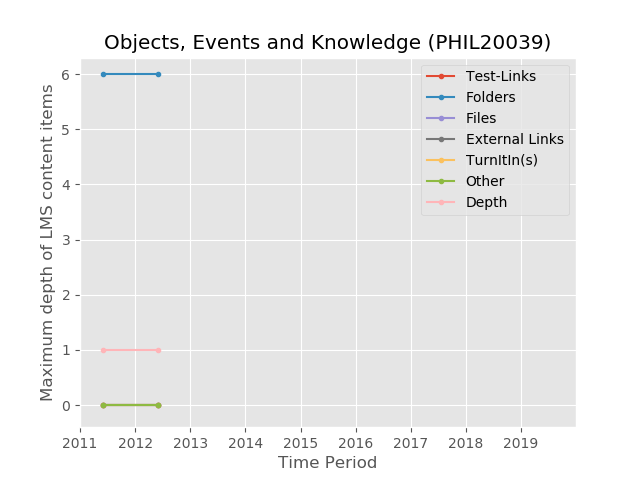 Objects, Events and Knowledge (PHIL20039)
Maximum depth of LMS content items
6
5
4
3
2
1
0
Test-Links
Folders
Files
External Links
TurnItIn(s)
Other
Depth
2011 2012 2013 2014 2015 2016 2017 2018 2019
Time Period